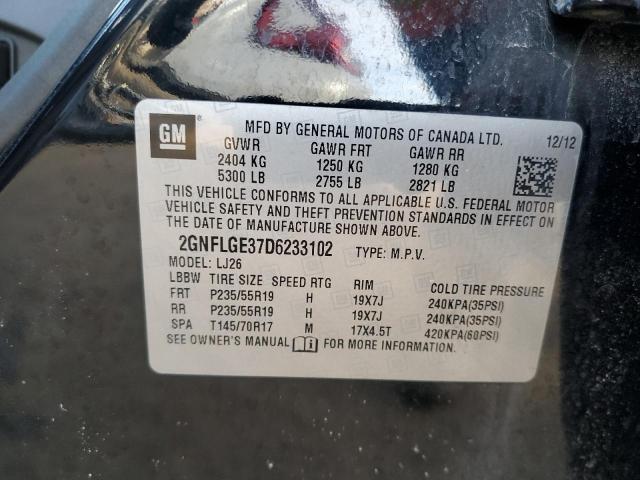 GM
MFD BY GENERAL MOTORS OF CANADA LTD. 12/12
GVWR GAWR FRT GAWR RR
2404 KG 1250 KG 1280 KG
5300 LB 2755 LB 2821 LB
THIS VEHICLE CONFORMS TO ALL APPLICABLE U.S. FEDERAL MOTOR
VEHICLE SAFETY AND THEFT PREVENTION STANDARDS IN EFFECT ON
THE DATE OF MANUFACTURE SHOWN ABOVE.
2GNFLGE37D6233102 TYPE: M.P.V.
MODEL: LJ26
LBBW TIRE SIZE SPEED RTG RIM COLD TIRE PRESSURE
FRT P235/55R19 H 19X7J 240KPA(35PSI)
RR P235/55R19 H 19X7J 240KPA(35PSI)
SPA T145/70R17 M 17X4.5T 420KPA(60PSI)
SEE OWNER'S MANUAL FOR MORE INFORMATION.